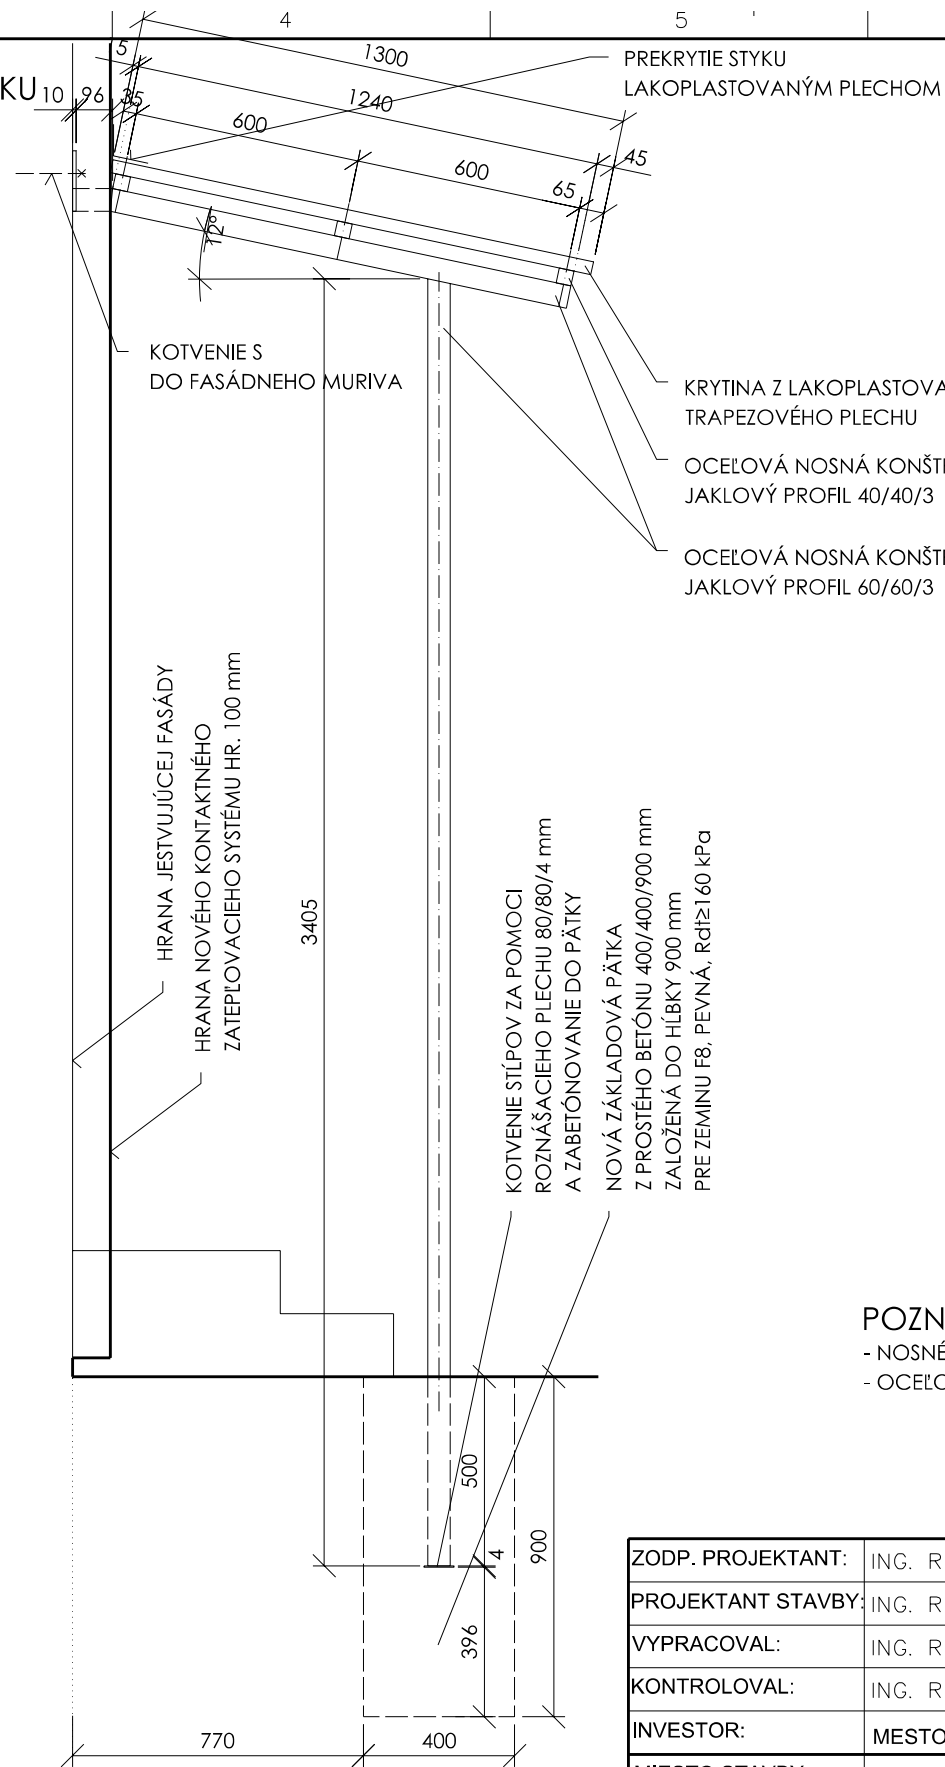 4
5
KU
10
96
35
5
1300
1240
600
600
45
65
12°
PREKRYTIE STYKU
LAKOPLASTOVANÝM PLECHOM
KOTVENIE S
DO FASÁDNEHO MURIVA
KRYTINA Z LAKOPLASTOVA
TRAPEZOVÉHO PLECHU
OCEĽOVÁ NOSNÁ KONŠT
JAKLOVÝ PROFIL 40/40/3
OCEĽOVÁ NOSNÁ KONŠT
JAKLOVÝ PROFIL 60/60/3
HRANA JESTVUJÚCEJ FASÁDY
HRANA NOVÉHO KONTAKTNÉHO
ZATEPĽOVACIEHO SYSTÉMU HR. 100 mm
3405
KOTVENIE STĹPOV ZA POMOCI
ROZNÁŠACIEHO PLECHU 80/80/4 mm
A ZABETÓNOVANIE DO PÄTKY
NOVÁ ZÁKLADOVÁ PÄTKA
Z PROSTÉHO BETÓNU 400/400/900 mm
ZALOŽENÁ DO HĹBKY 900 mm
PRE ZEMINU F8, PEVNÁ, Rdt≥160 kPa
POZN
- NOSNÉ
- OCEĽO
500
4
900
396
770
400
ZODP. PROJEKTANT: ING. R
PROJEKTANT STAVBY: ING. R
VYPRACOVAL: ING. R
KONTROLOVAL: ING. R
INVESTOR: MESTO